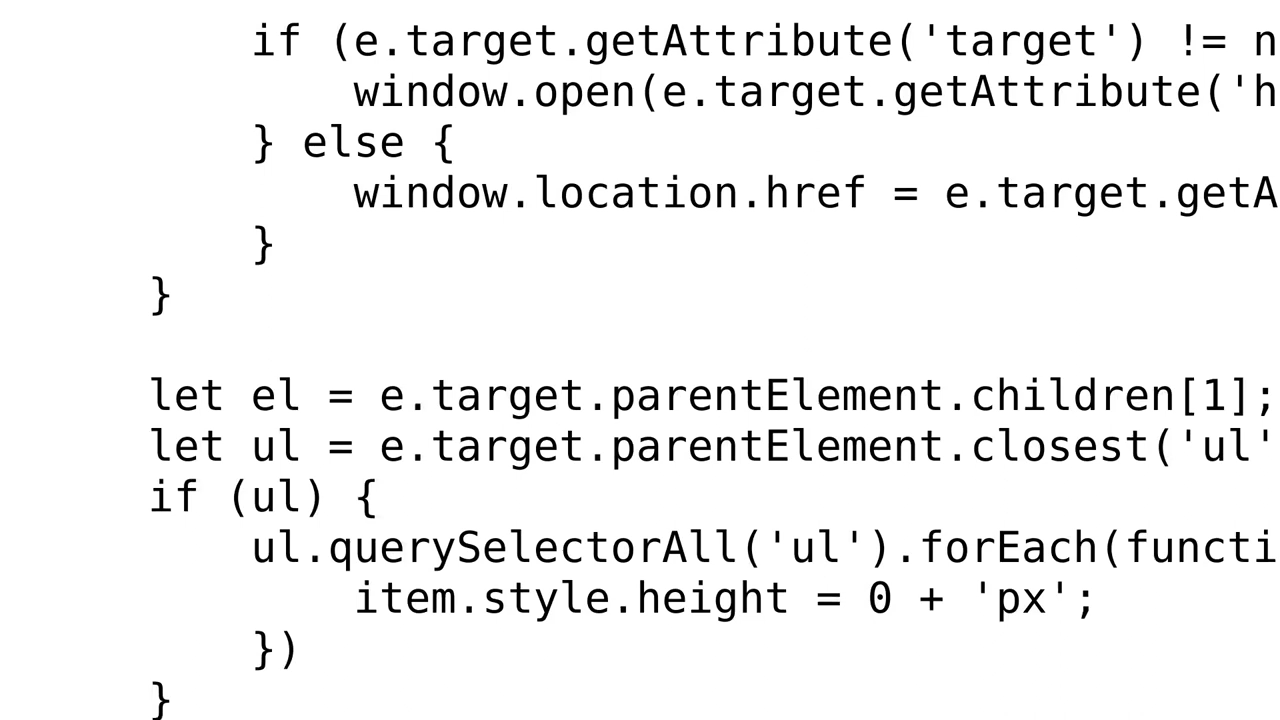 if (e.target.getAttribute('target') != n
window.open(e.target.getAttribute('h
} else {
window.location.href = e.target.getA
}
}
let el = e.target.parentElement.children[1];
let ul = e.target.parentElement.closest('ul'
if (ul) {
ul.querySelectorAll('ul').forEach(functi
item.style.height = 0 + 'px';
})
}